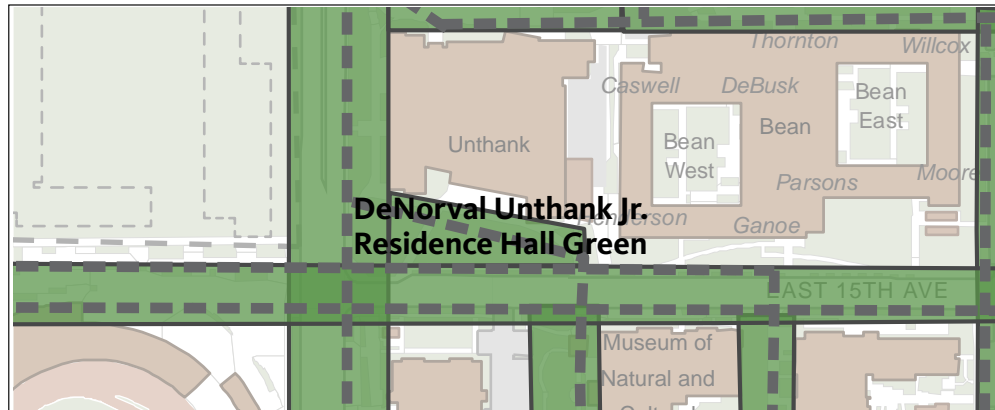 Thornton
Willcox
Caswell
DeBusk
Bean
East
Unthank
Bean
Bean
West
Moore
Parsons
DeNorval Unthank Jr.
Henderson
Ganoe
Residence Hall Green
EAST 15TH AVE
Museum of
Natural and